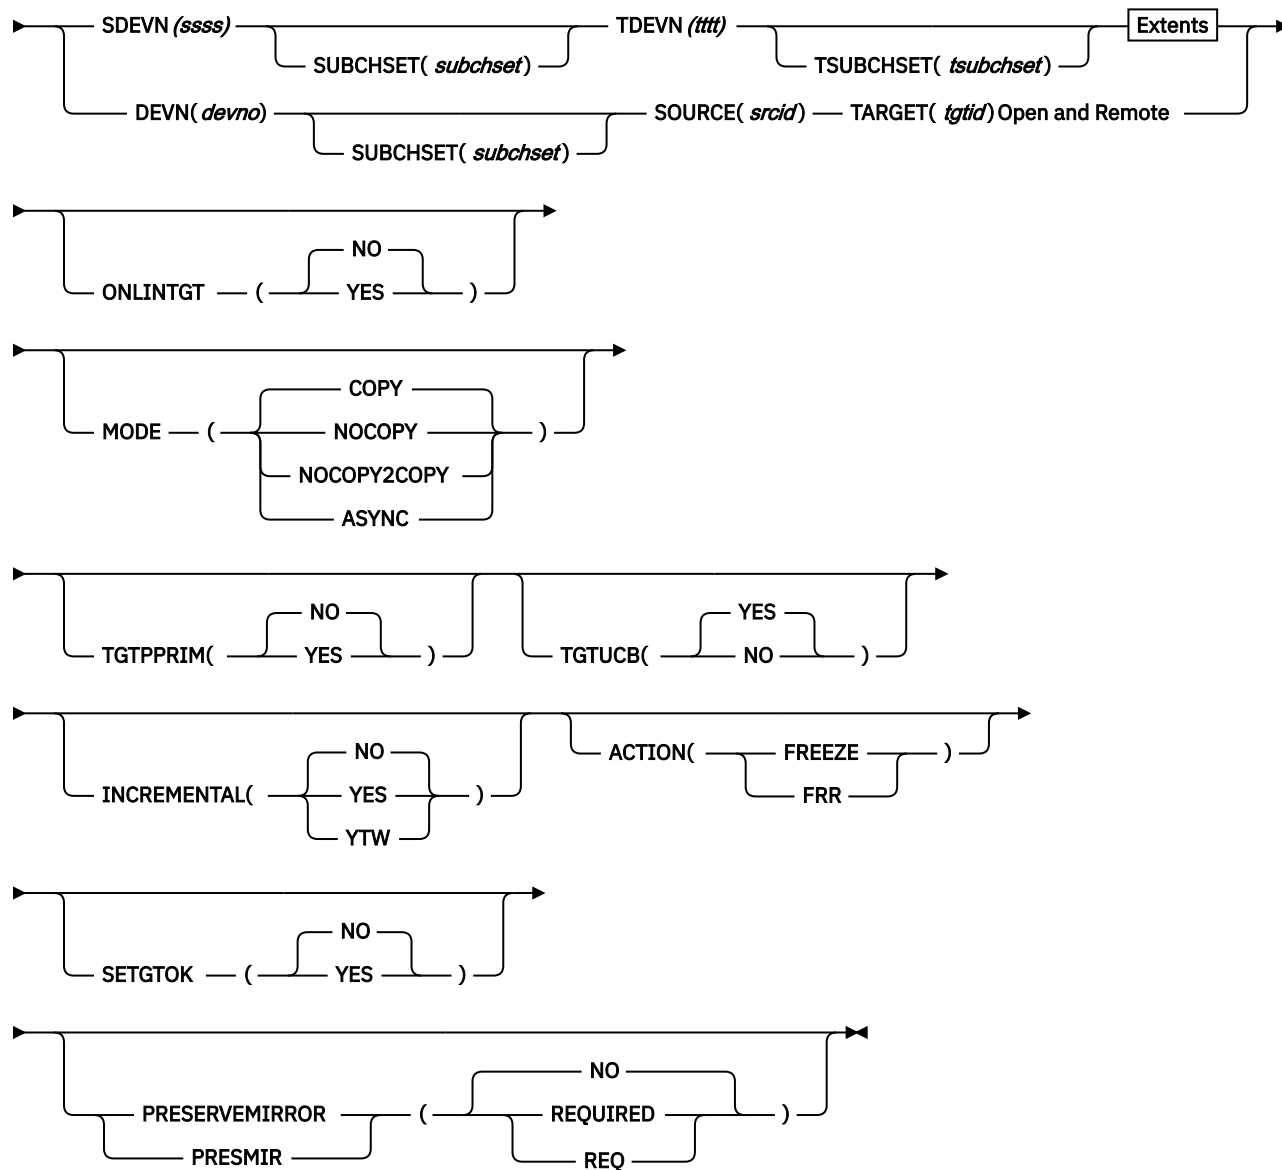 SDEVN (ssss) TDEVN (tttt) Extents
SUBCHSET( subchset) TSUBCHSET( tsubchset)
DEVN( devno) SOURCE( srcid) TARGET( tgtid) Open and Remote
SUBCHSET( subchset)
NO
ONLINTGT ( YES )
COPY
MODE ( NOCOPY )
NOCOPY2COPY
ASYNC
NO YES
TGTPPRIM( YES ) TGTUCB( NO )
NO ACTION( FREEZE )
INCREMENTAL( YES ) FRR
YTW
NO
SETGTOK ( YES )
NO
PRESERVEMIRROR ( REQUIRED )
PRESMIR REQ